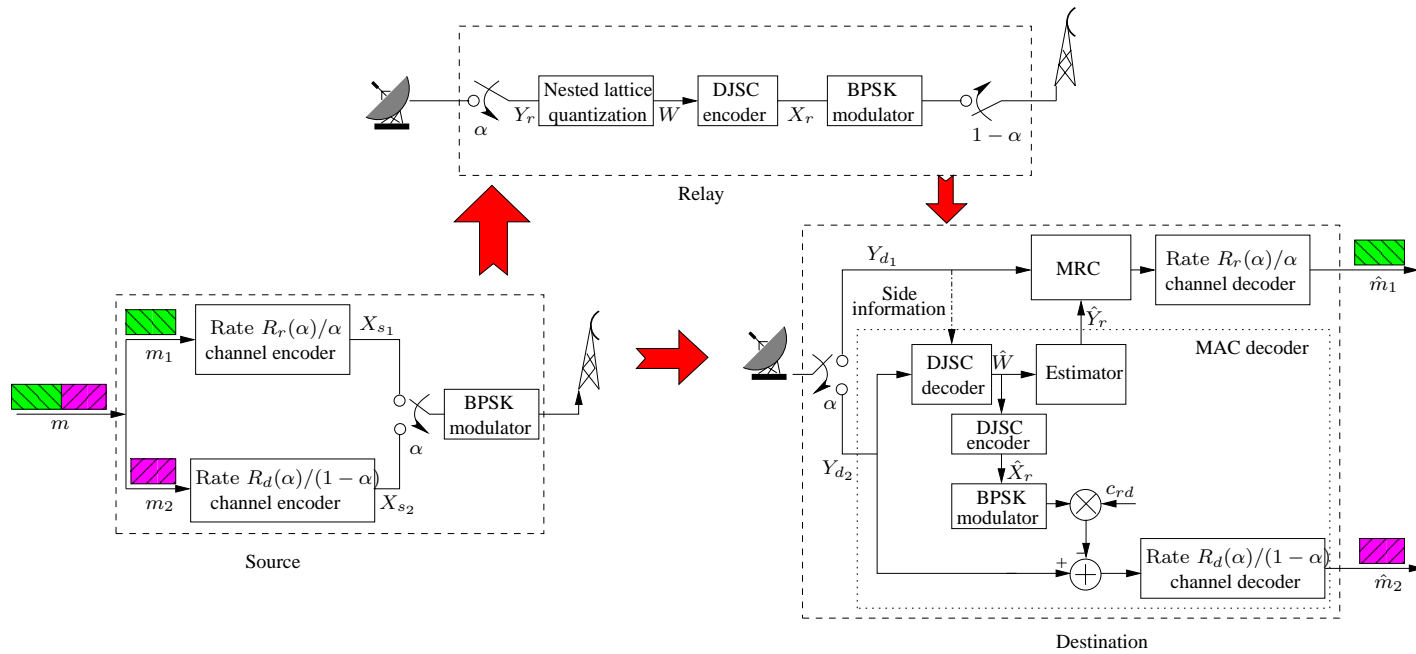 Nested lattice
quantization
DJSC
encoder
BPSK
modulator
α
Y_r
W
X_r
1 − α
Relay
Rate R_r(α)/α
channel encoder
X_{s_1}
m_1
m
BPSK
modulator
α
m_2
Rate R_d(α)/(1 − α)
channel encoder
X_{s_2}
Source
Y_{d_1}
MRC
Rate R_r(α)/α
channel decoder
m̂_1
Side
information
Ŷ_r
MAC decoder
α
DJSC
decoder
Ŵ
Estimator
DJSC
encoder
Y_{d_2}
X̂_r
BPSK
modulator
c_{rd}
−
+
−
Rate R_d(α)/(1 − α)
channel decoder
m̂_2
Destination